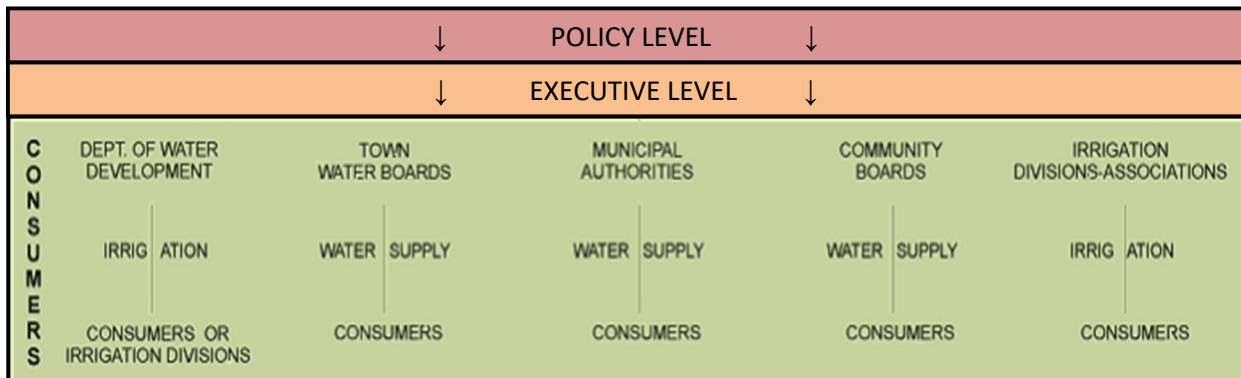 ↓ POLICY LEVEL ↓
↓ EXECUTIVE LEVEL ↓
CONSUMERS
DEPT. OF WATER
DEVELOPMENT
IRRIG ATION
CONSUMERS OR
IRRIGATION DIVISIONS
TOWN
WATER BOARDS
WATER SUPPLY
CONSUMERS
MUNICIPAL
AUTHORITIES
WATER SUPPLY
CONSUMERS
COMMUNITY
BOARDS
WATER SUPPLY
CONSUMERS
IRRIGATION
DIVISIONS-ASSOCIATIONS
IRRIG ATION
CONSUMERS